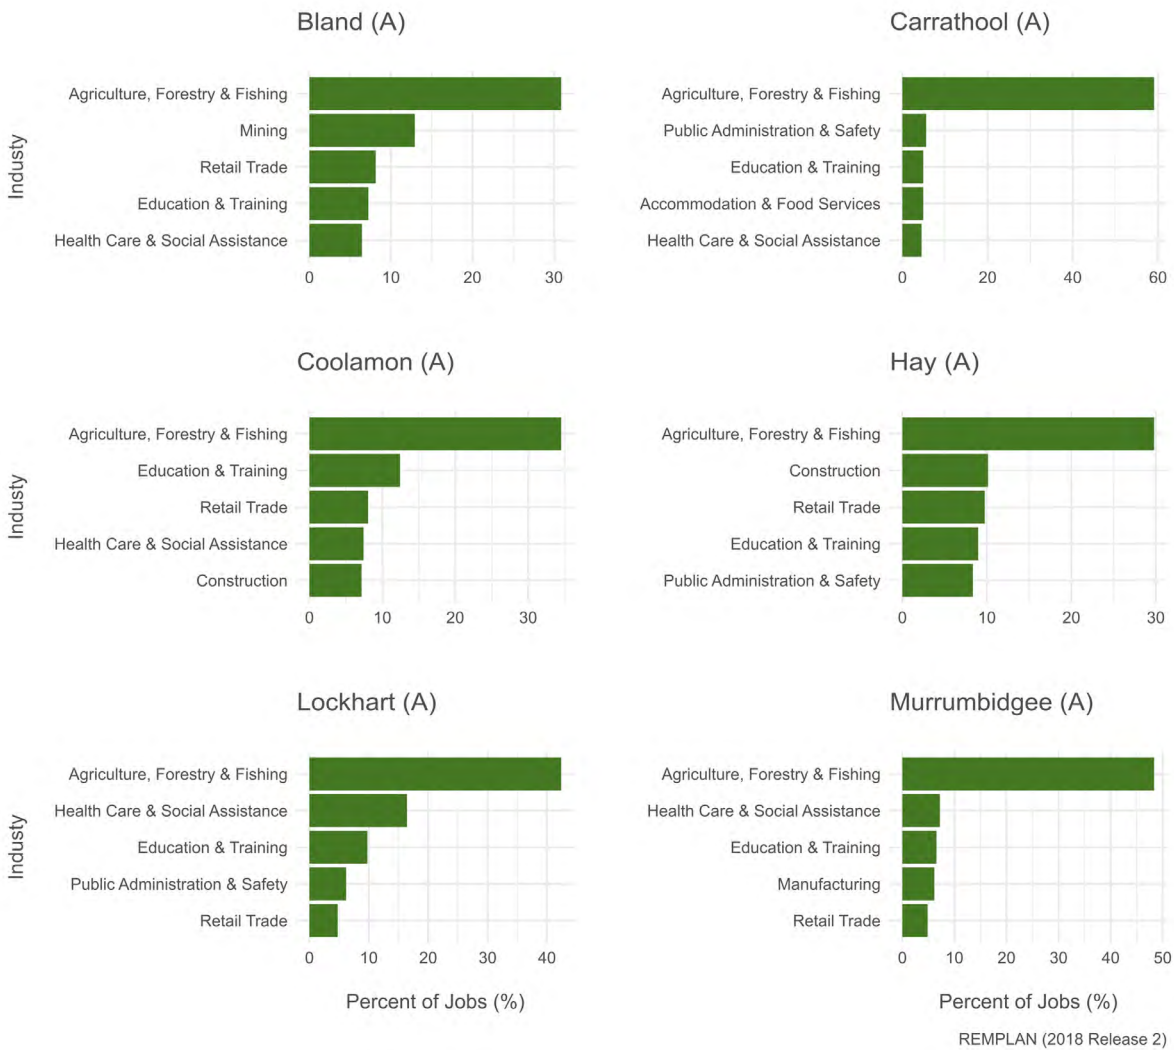 Bland (A)
Industy
Agriculture, Forestry & Fishing
Mining
Retail Trade
Education & Training
Health Care & Social Assistance
0 10 20 30
Carrathool (A)
Agriculture, Forestry & Fishing
Public Administration & Safety
Education & Training
Accommodation & Food Services
Health Care & Social Assistance
0 20 40 60
Coolamon (A)
Industy
Agriculture, Forestry & Fishing
Education & Training
Retail Trade
Health Care & Social Assistance
Construction
0 10 20 30
Hay (A)
Agriculture, Forestry & Fishing
Construction
Retail Trade
Education & Training
Public Administration & Safety
0 10 20 30
Lockhart (A)
Industy
Agriculture, Forestry & Fishing
Health Care & Social Assistance
Education & Training
Public Administration & Safety
Retail Trade
0 10 20 30 40
Percent of Jobs (%)
Murrumbidgee (A)
Agriculture, Forestry & Fishing
Health Care & Social Assistance
Education & Training
Manufacturing
Retail Trade
0 10 20 30 40 50
Percent of Jobs (%)
REMPLAN (2018 Release 2)